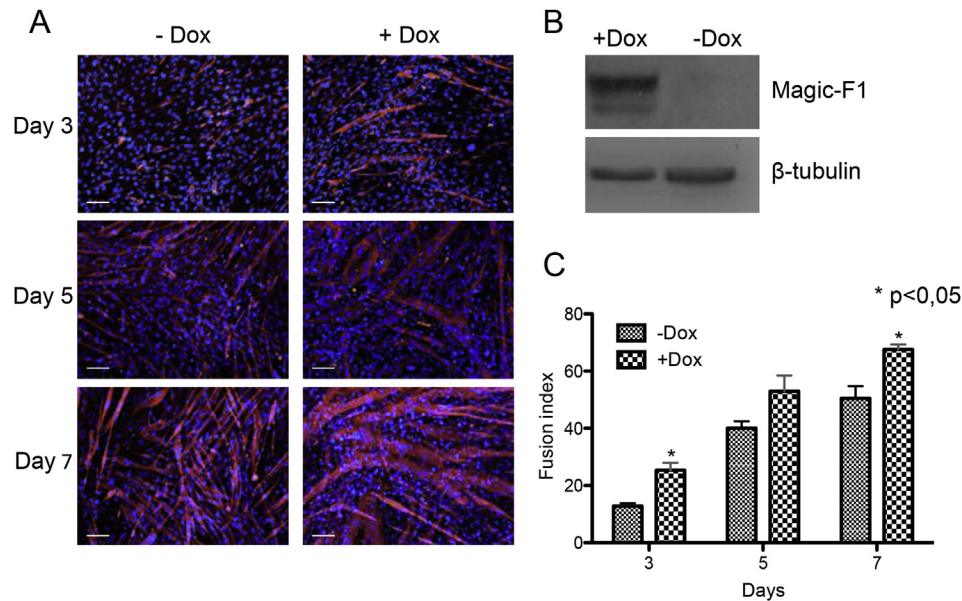 A
- Dox
+ Dox
Day 3
Day 5
Day 7
B
+Dox
-Dox
Magic-F1
β-tubulin
C
* p<0,05
-Dox
+Dox
*
*
Fusion index
80
60
40
20
0
3
5
7
Days